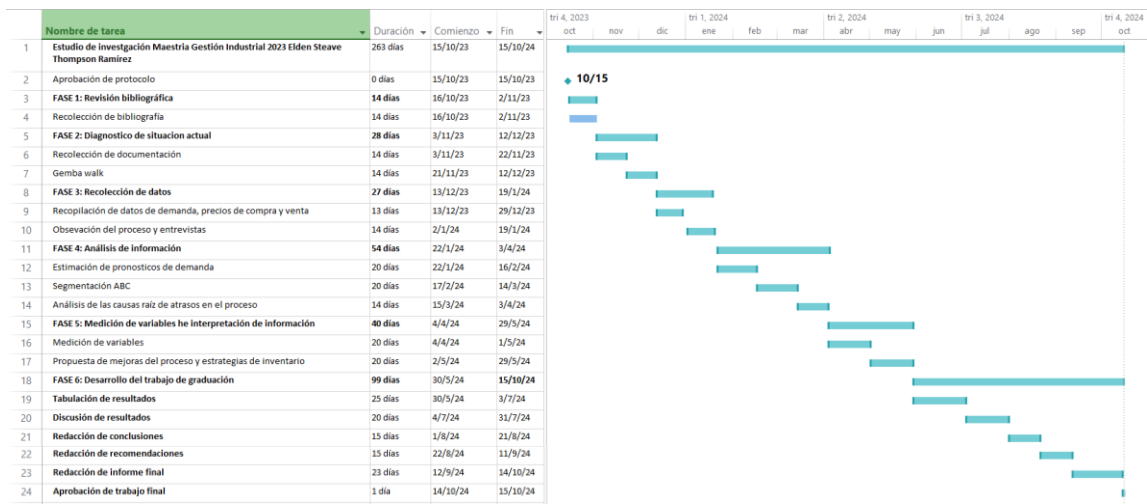 tri 4, 2023 tri 1, 2024 tri 2, 2024 tri 3, 2024 tri 4, 2024
Nombre de tarea Duración Comienzo Fin oct nov dic ene feb mar abr may jun jul ago sep oct
1 Estudio de investgación Maestria Gestión Industrial 2023 Elden Steave 263 días 15/10/23 15/10/24
Thompson Ramírez
2 Aprobación de protocolo 0 días 15/10/23 15/10/23 10/15
3 FASE 1: Revisión bibliográfica 14 días 16/10/23 2/11/23
4 Recolección de bibliografía 14 días 16/10/23 2/11/23
5 FASE 2: Diagnostico de situacion actual 28 días 3/11/23 12/12/23
6 Recolección de documentación 14 días 3/11/23 22/11/23
7 Gemba walk 14 días 21/11/23 12/12/23
8 FASE 3: Recolección de datos 27 días 13/12/23 19/1/24
9 Recopilación de datos de demanda, precios de compra y venta 13 días 13/12/23 29/12/23
10 Obsevación del proceso y entrevistas 14 días 2/1/24 19/1/24
11 FASE 4: Análisis de información 54 días 22/1/24 3/4/24
12 Estimación de pronosticos de demanda 20 días 22/1/24 16/2/24
13 Segmentación ABC 20 días 17/2/24 14/3/24
14 Análisis de las causas raíz de atrasos en el proceso 14 días 15/3/24 3/4/24
15 FASE 5: Medición de variables he interpretación de información 40 días 4/4/24 29/5/24
16 Medición de variables 20 días 4/4/24 1/5/24
17 Propuesta de mejoras del proceso y estrategias de inventario 20 días 2/5/24 29/5/24
18 FASE 6: Desarrollo del trabajo de graduación 99 días 30/5/24 15/10/24
19 Tabulación de resultados 25 días 30/5/24 3/7/24
20 Discusión de resultados 20 días 4/7/24 31/7/24
21 Redacción de conclusiones 15 días 1/8/24 21/8/24
22 Redacción de recomendaciones 15 días 22/8/24 11/9/24
23 Redacción de informe final 23 días 12/9/24 14/10/24
24 Aprobación de trabajo final 1 día 14/10/24 15/10/24